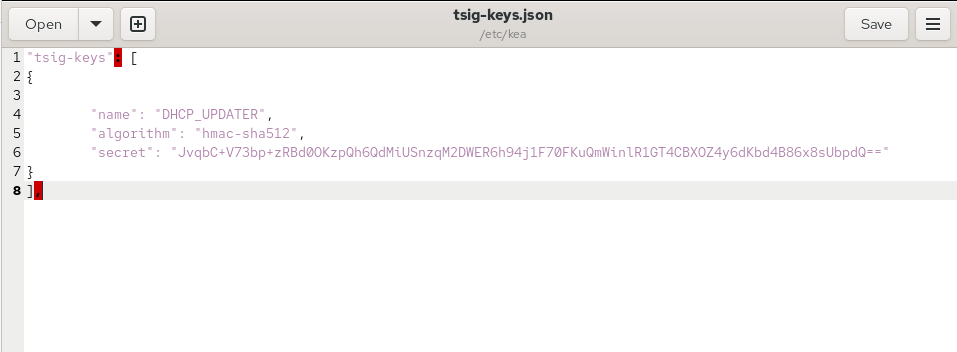 Open
tsig-keys.json
/etc/kea
Save
1 "tsig-keys": [
2 {
3
4 "name": "DHCP_UPDATER",
5 "algorithm": "hmac-sha512",
6 "secret": "JvqbC+V73bp+zRBd0OKzpQh6QdMiUSnzqM2DWER6h94j1F70FKuQmWinlR1GT4CBXOZ4y6dKbd4B86x8sUbpdQ=="
7 }
8 ],